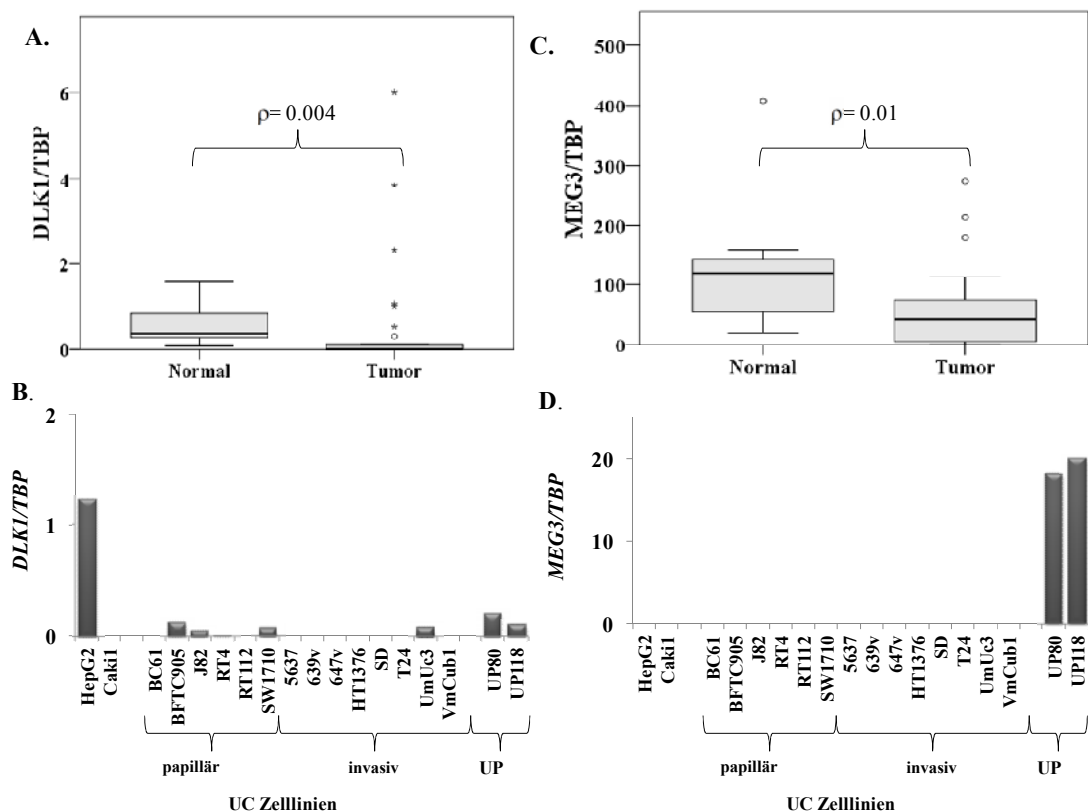 A.
DLK1/TBP
6
4
2
0
ρ= 0.004
Normal
Tumor
C.
MEG3/TBP
500
400
300
200
100
0
ρ= 0.01
Normal
Tumor
B.
DLK1/TBP
2
1
0
HepG2
Caki1
BC61
BFTC905
J82
RT4
RT112
SW1710
5637
639v
647v
HT1376
SD
T24
UmUc3
VmCub1
UP80
UP118
papillär
invasiv
UP
UC Zelllinien
D.
MEG3/TBP
20
10
0
HepG2
Caki1
BC61
BFTC905
J82
RT4
RT112
SW1710
5637
639v
647v
HT1376
SD
T24
UmUc3
VmCub1
UP80
UP118
papillär
invasiv
UP
UC Zelllinien